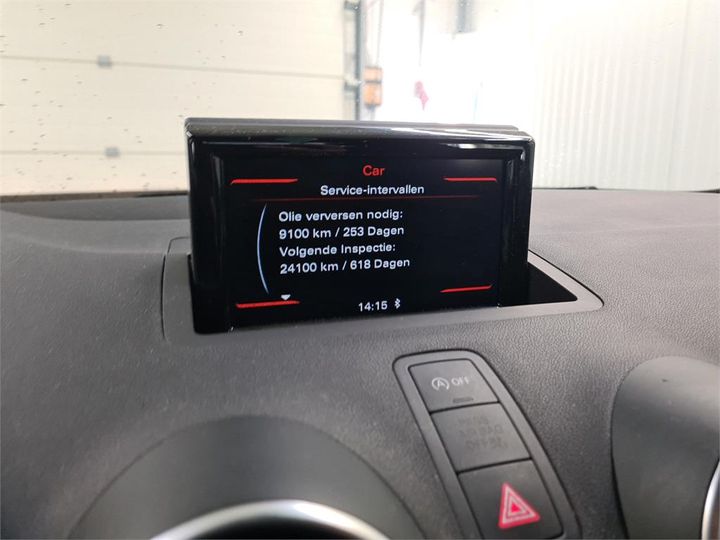 Car
Service-intervallen
Olie verversen nodig:
9100 km / 253 Dagen
Volgende Inspectie:
24100 km / 618 Dagen
14:15
A OFF